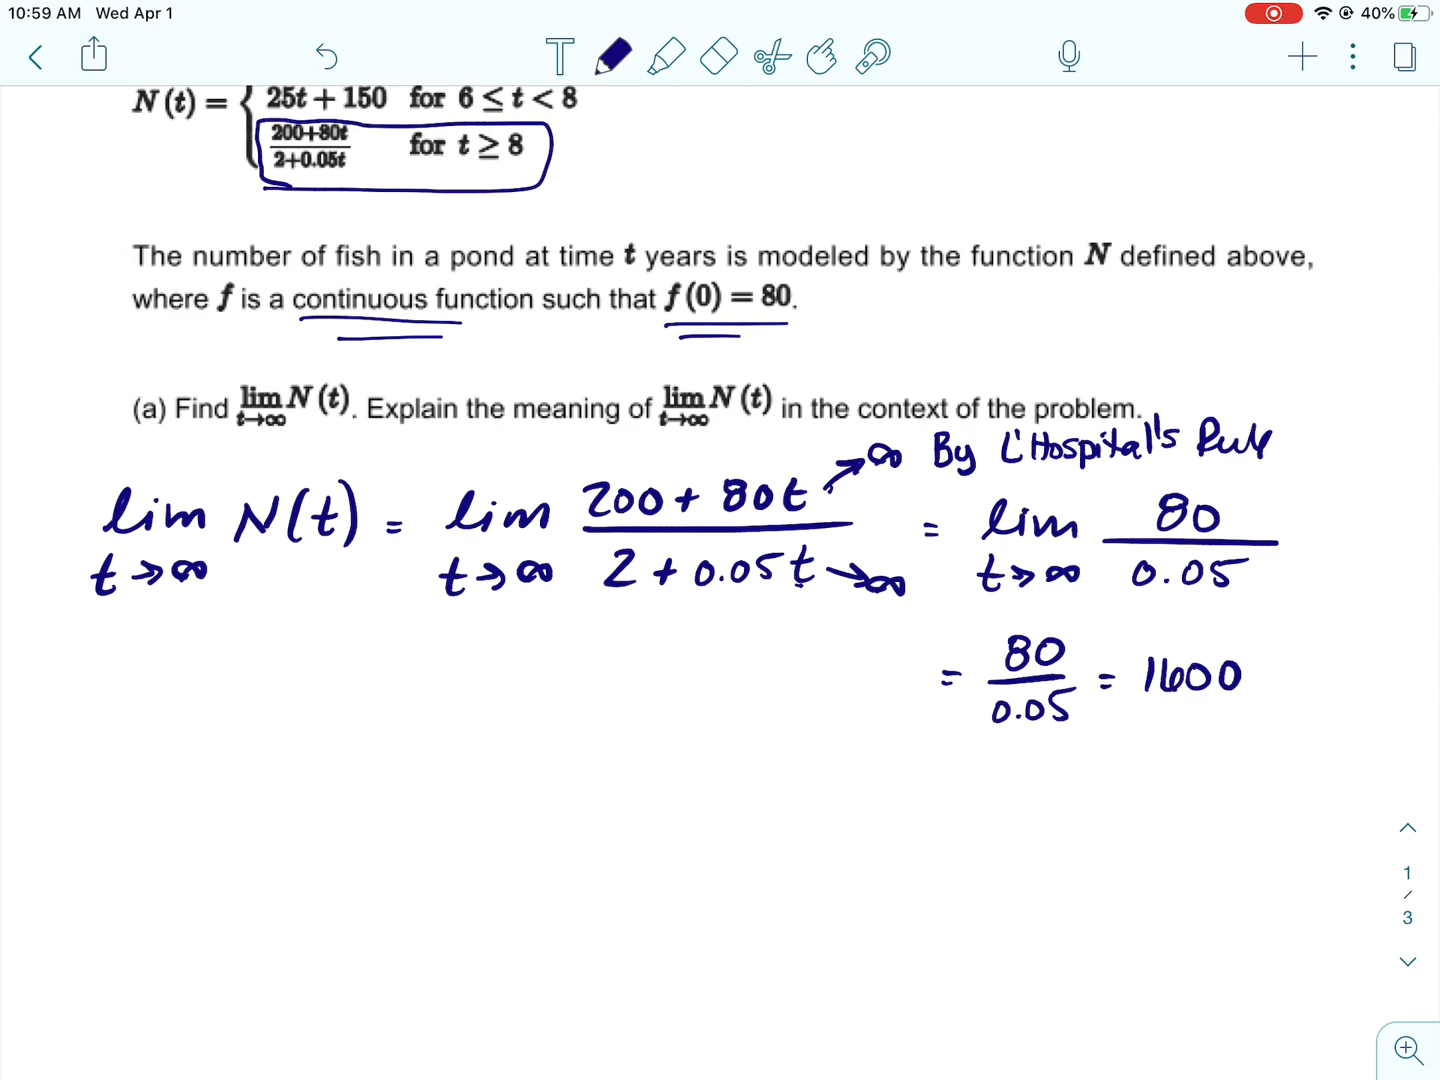 10:59 AM Wed Apr 1 40%
T
N(t) = { 25t + 150 for 6 ≤ t < 8
200+80t / 2+0.05t for t ≥ 8
The number of fish in a pond at time t years is modeled by the function N defined above,
where f is a continuous function such that f(0) = 80.
(a) Find lim t→∞ N(t). Explain the meaning of lim t→∞ N(t) in the context of the problem.
By L'Hospital's Rule
lim t→∞ N(t) = lim t→∞ 200 + 80t → ∞ / 2 + 0.05t → ∞ = lim t→∞ 80 / 0.05
= 80 / 0.05 = 1600
1
/
3